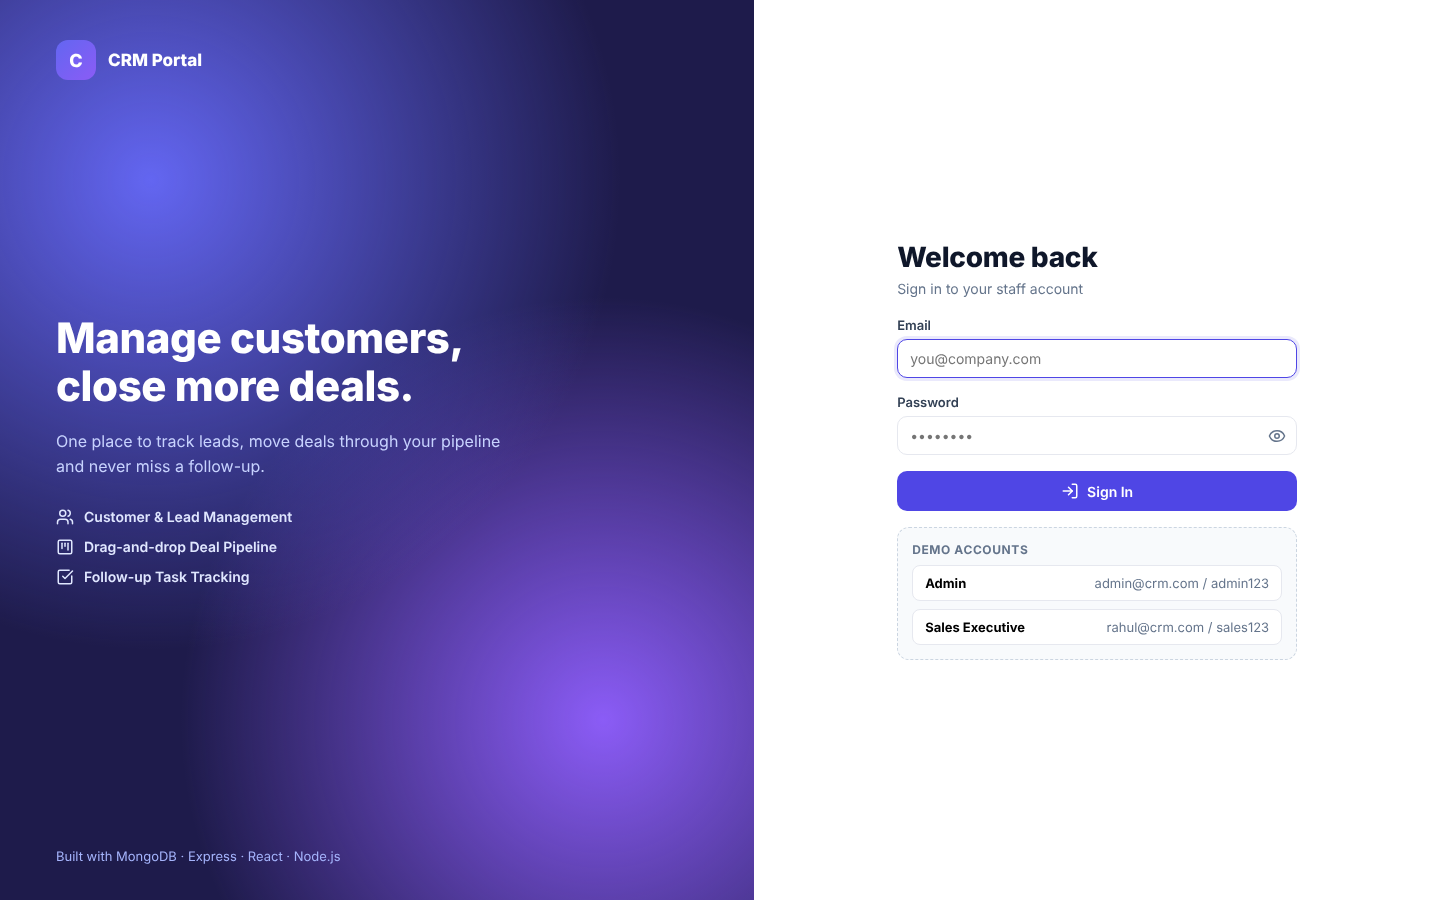 C
CRM Portal
Manage customers,
close more deals.
One place to track leads, move deals through your pipeline
and never miss a follow-up.
Customer & Lead Management
Drag-and-drop Deal Pipeline
Follow-up Task Tracking
Built with MongoDB · Express · React · Node.js
Welcome back
Sign in to your staff account
Email
you@company.com
Password
••••••••
Sign In
DEMO ACCOUNTS
Admin admin@crm.com / admin123
Sales Executive rahul@crm.com / sales123